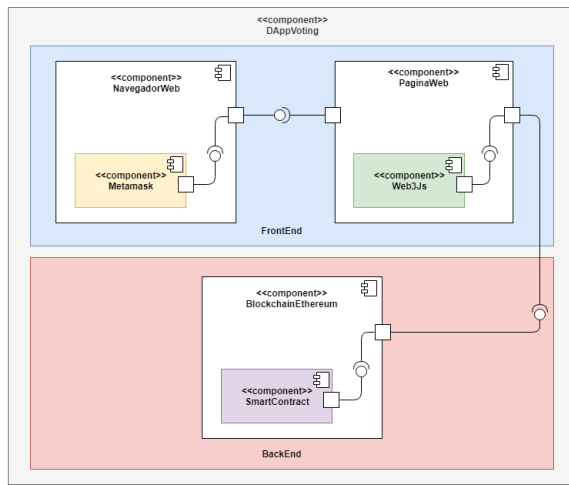 <<component>>
DAppVoting
<<component>>
NavegadorWeb
<<component>>
Metamask
<<component>>
PaginaWeb
<<component>>
Web3Js
FrontEnd
<<component>>
BlockchainEthereum
<<component>>
SmartContract
BackEnd